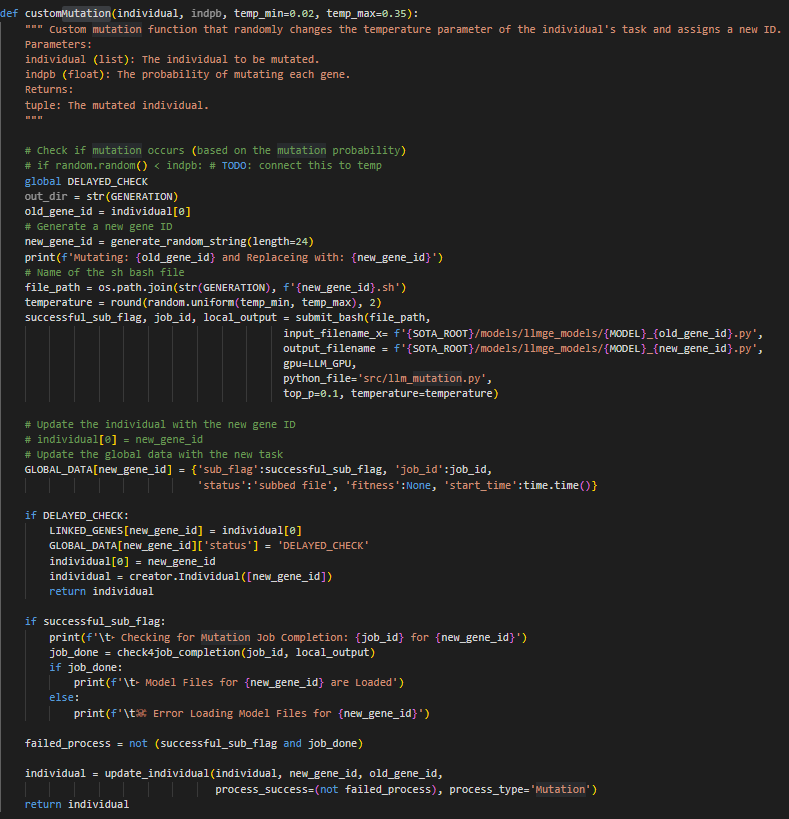 def customMutation(individual, indpb, temp_min=0.02, temp_max=0.35):
    """ Custom mutation function that randomly changes the temperature parameter of the individual's task and assigns a new ID.
    Parameters:
    individual (list): The individual to be mutated.
    indpb (float): The probability of mutating each gene.
    Returns:
    tuple: The mutated individual.
    """
    # Check if mutation occurs (based on the mutation probability)
    # if random.random() < indpb: # TODO: connect this to temp
    global DELAYED_CHECK
    out_dir = str(GENERATION)
    old_gene_id = individual[0]
    # Generate a new gene ID
    new_gene_id = generate_random_string(length=24)
    print(f'Mutating: {old_gene_id} and Replaceing with: {new_gene_id}')
    # Name of the sh bash file
    file_path = os.path.join(str(GENERATION), f'{new_gene_id}.sh')
    temperature = round(random.uniform(temp_min, temp_max), 2)
    successful_sub_flag, job_id, local_output = submit_bash(file_path,
                                              input_filename_x= f'{SOTA_ROOT}/models/llmge_models/{MODEL}_{old_gene_id}.py',
                                              output_filename = f'{SOTA_ROOT}/models/llmge_models/{MODEL}_{new_gene_id}.py',
                                              gpu=LLM_GPU,
                                              python_file='src/llm_mutation.py',
                                              top_p=0.1, temperature=temperature)
    # Update the individual with the new gene ID
    # individual[0] = new_gene_id
    # Update the global data with the new task
    GLOBAL_DATA[new_gene_id] = {'sub_flag':successful_sub_flag, 'job_id':job_id,
                                'status':'subbed file', 'fitness':None, 'start_time':time.time()}
    if DELAYED_CHECK:
        LINKED_GENES[new_gene_id] = individual[0]
        GLOBAL_DATA[new_gene_id]['status'] = 'DELAYED_CHECK'
        individual[0] = new_gene_id
        individual = creator.Individual([new_gene_id])
        return individual
    if successful_sub_flag:
        print(f'\t‣ Checking for Mutation Job Completion: {job_id} for {new_gene_id}')
        job_done = check4job_completion(job_id, local_output)
        if job_done:
            print(f'\t‣ Model Files for {new_gene_id} are Loaded')
        else:
            print(f'\t☠ Error Loading Model Files for {new_gene_id}')
    failed_process = not (successful_sub_flag and job_done)
    individual = update_individual(individual, new_gene_id, old_gene_id,
                                   process_success=(not failed_process), process_type='Mutation')
    return individual